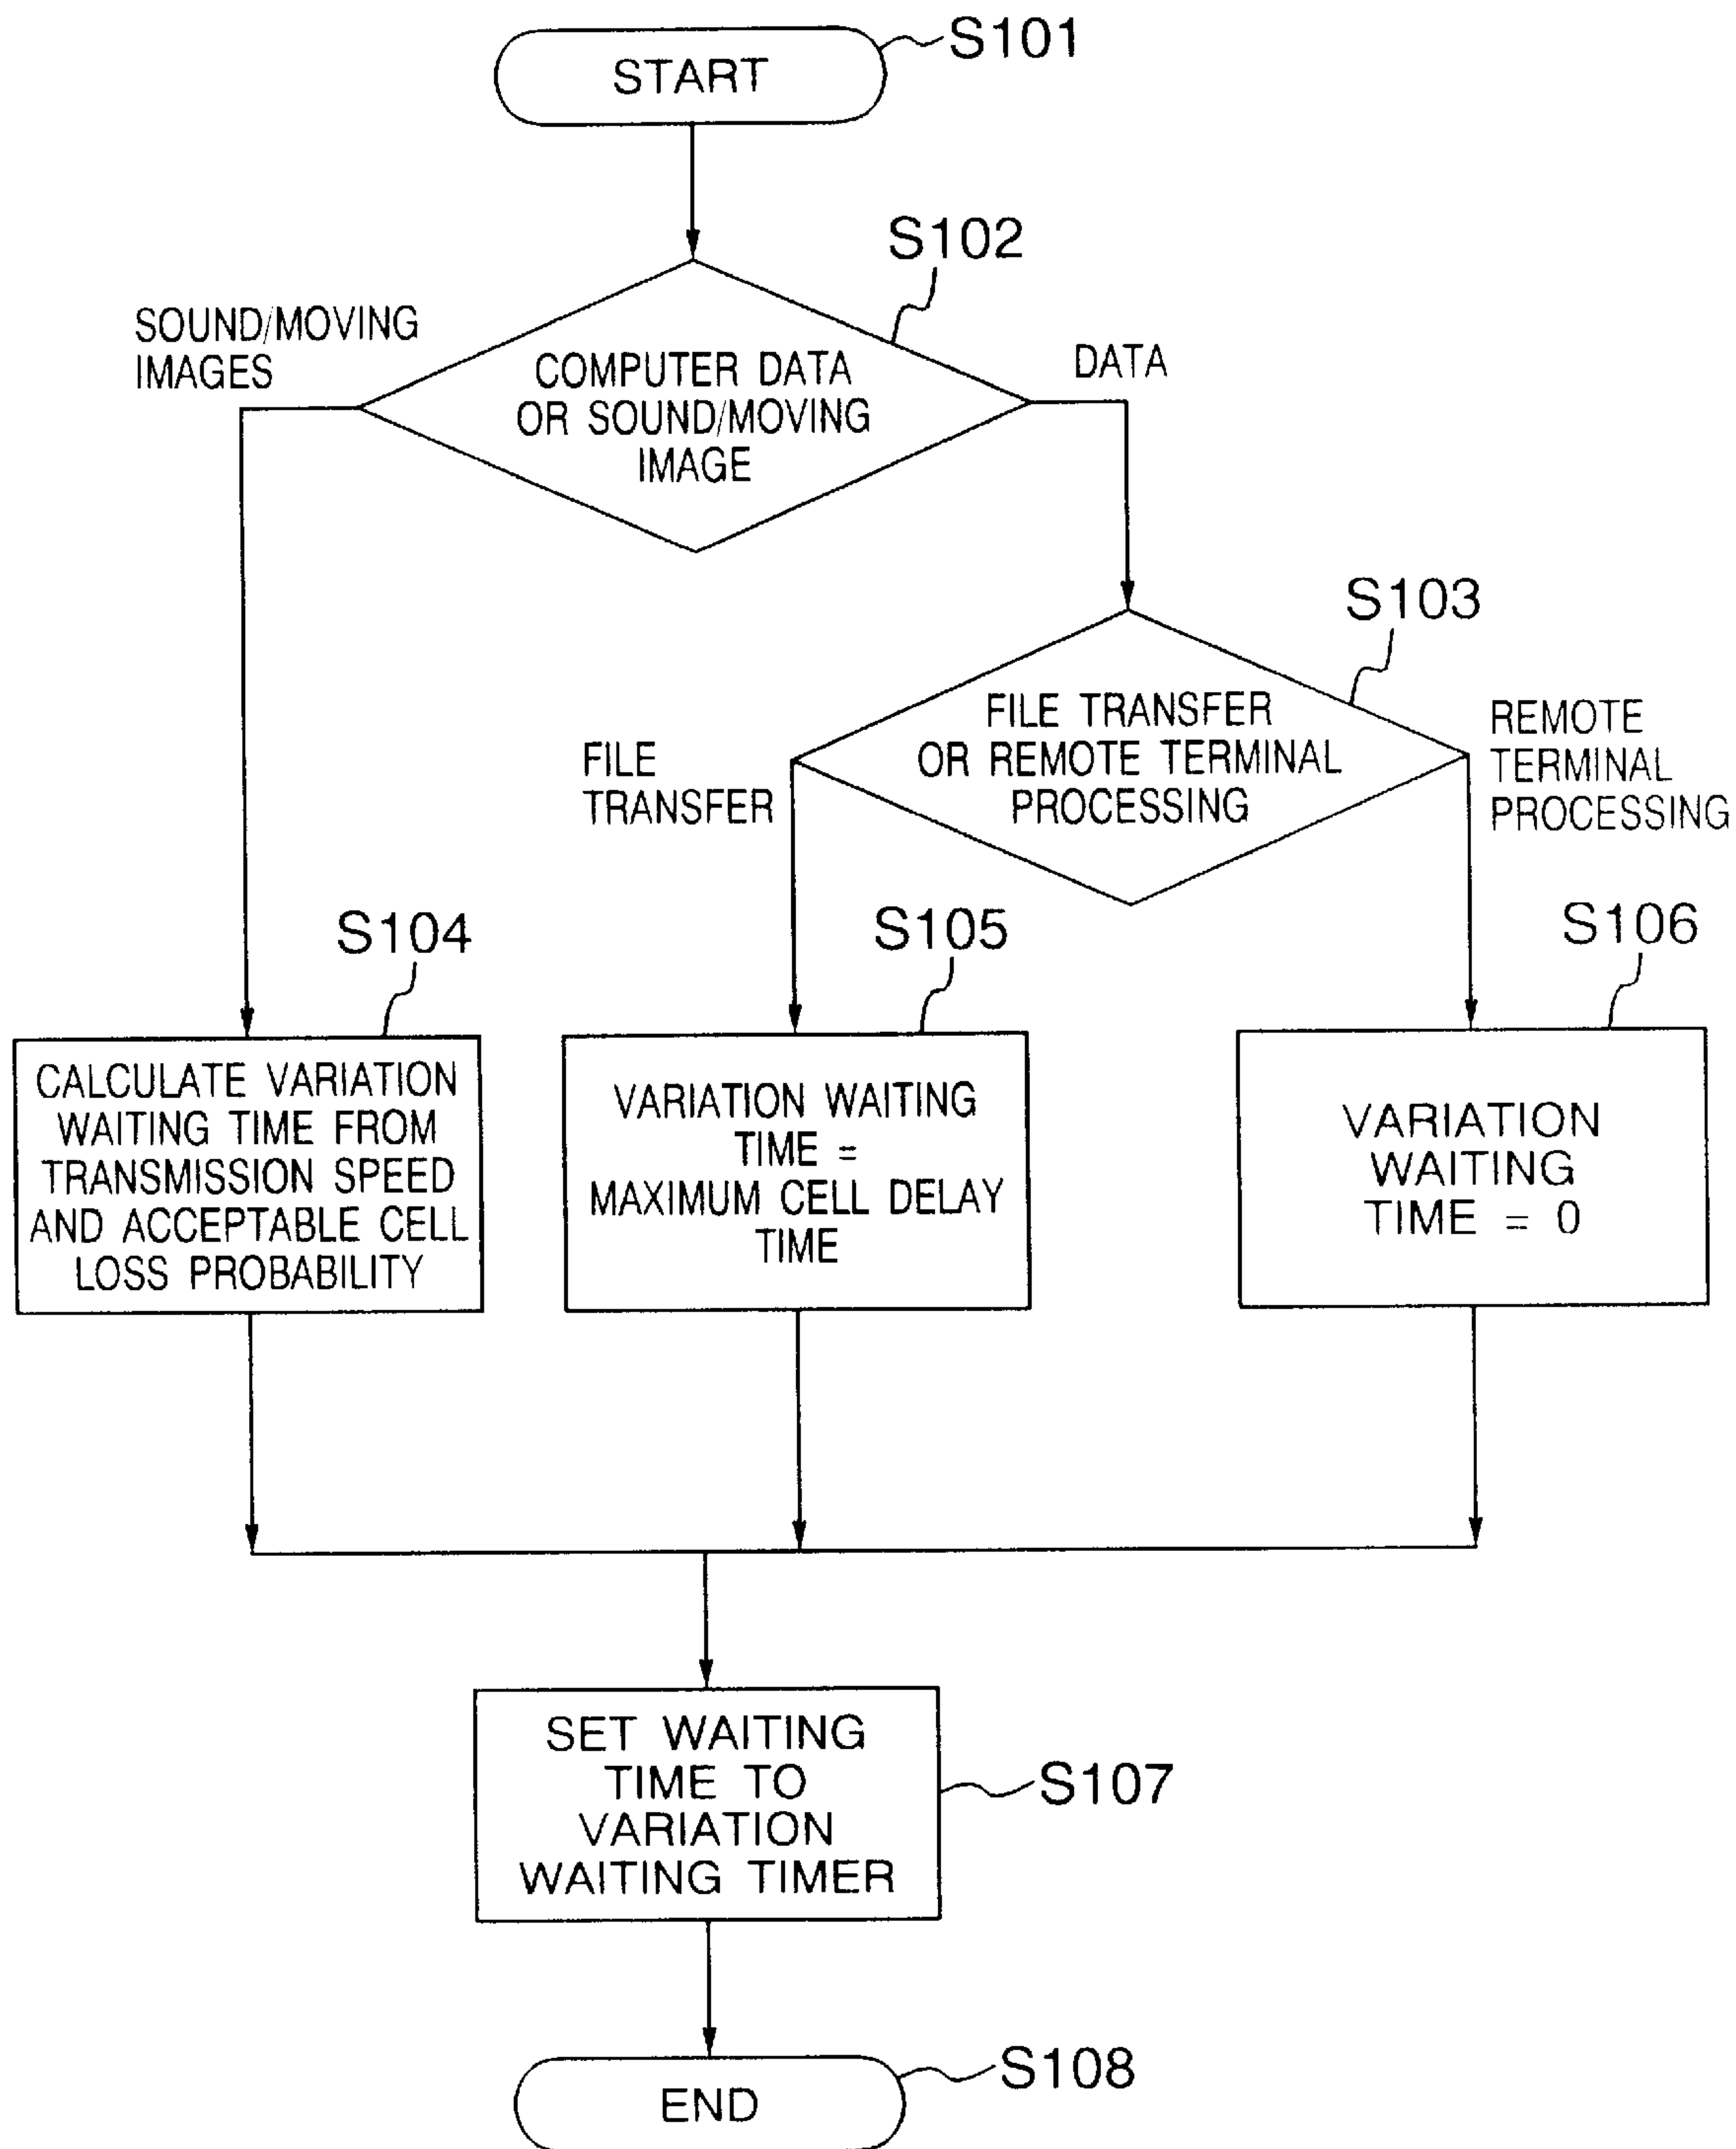 START
S101
S102
SOUND/MOVING
IMAGES
COMPUTER DATA
OR SOUND/MOVING
IMAGE
DATA
S103
FILE TRANSFER
OR REMOTE TERMINAL
PROCESSING
FILE
TRANSFER
REMOTE
TERMINAL
PROCESSING
S104
CALCULATE VARIATION
WAITING TIME FROM
TRANSMISSION SPEED
AND ACCEPTABLE CELL
LOSS PROBABILITY
S105
VARIATION WAITING
TIME =
MAXIMUM CELL DELAY
TIME
S106
VARIATION
WAITING
TIME = 0
SET WAITING
TIME TO
VARIATION
WAITING TIMER
S107
END
S108